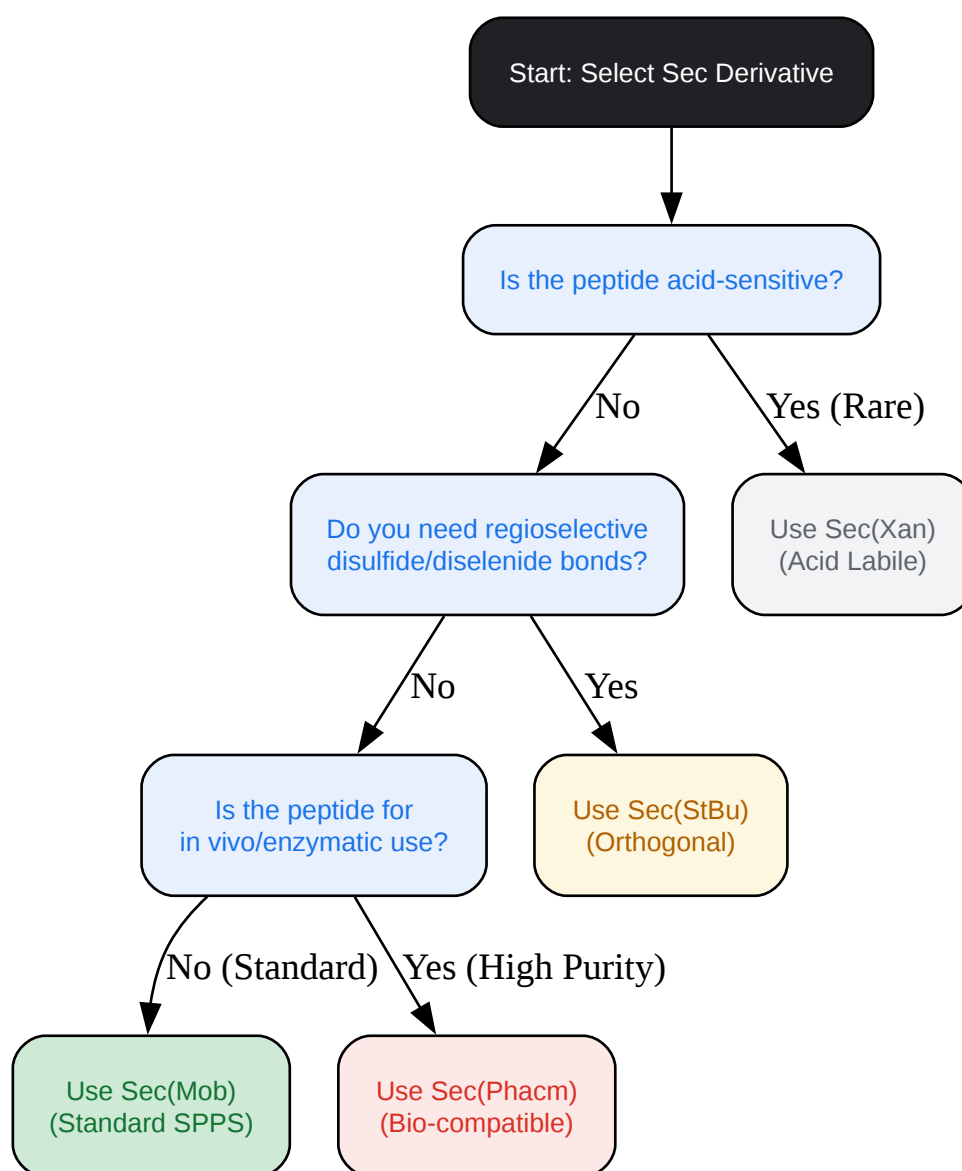 Start: Select Sec Derivative
Is the peptide acid-sensitive?
No
Yes (Rare)
Do you need regioselective
disulfide/diselenide bonds?
Use Sec(Xan)
(Acid Labile)
No
Yes
Is the peptide for
in vivo/enzymatic use?
Use Sec(StBu)
(Orthogonal)
No (Standard)
Yes (High Purity)
Use Sec(Mob)
(Standard SPPS)
Use Sec(Phacm)
(Bio-compatible)